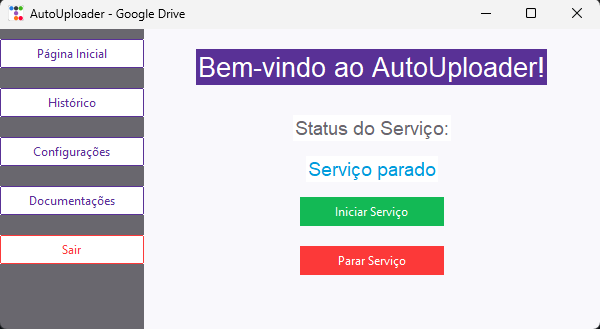 AutoUploader - Google Drive
Página Inicial
Histórico
Configurações
Documentações
Sair
Bem-vindo ao AutoUploader!
Status do Serviço:
Serviço parado
Iniciar Serviço
Parar Serviço